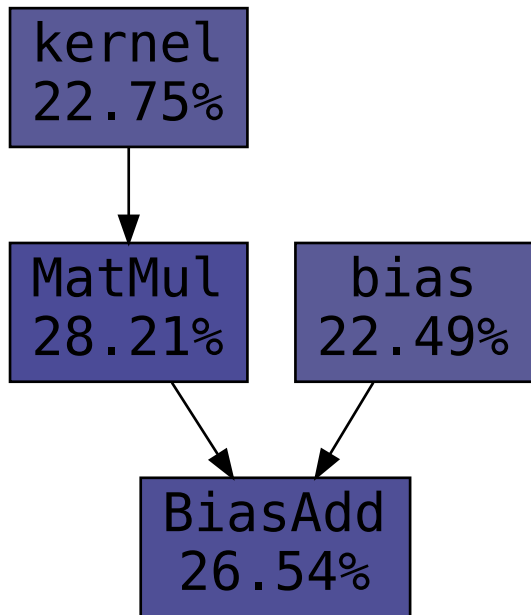 kernel
22.75%
MatMul
28.21%
bias
22.49%
BiasAdd
26.54%